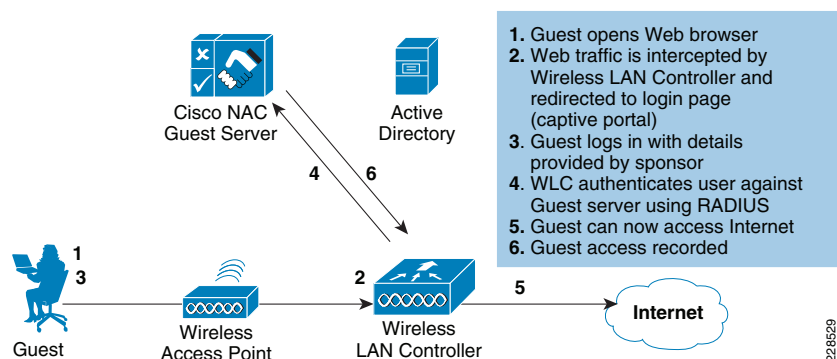 1. Guest opens Web browser
2. Web traffic is intercepted by
Wireless LAN Controller and
redirected to login page
(captive portal)
3. Guest logs in with details
provided by sponsor
4. WLC authenticates user against
Guest server using RADIUS
5. Guest can now access Internet
6. Guest access recorded
Cisco NAC
Guest Server
Active
Directory
4
6
1
3
2
5
Guest
Wireless
Access Point
Wireless
LAN Controller
Internet
228529